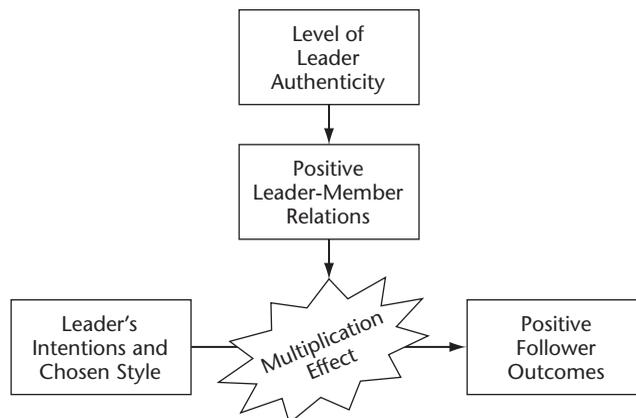 Level of
Leader
Authenticity
Positive
Leader-Member
Relations
Leader's
Intentions and
Chosen Style
Multiplication
Effect
Positive
Follower
Outcomes